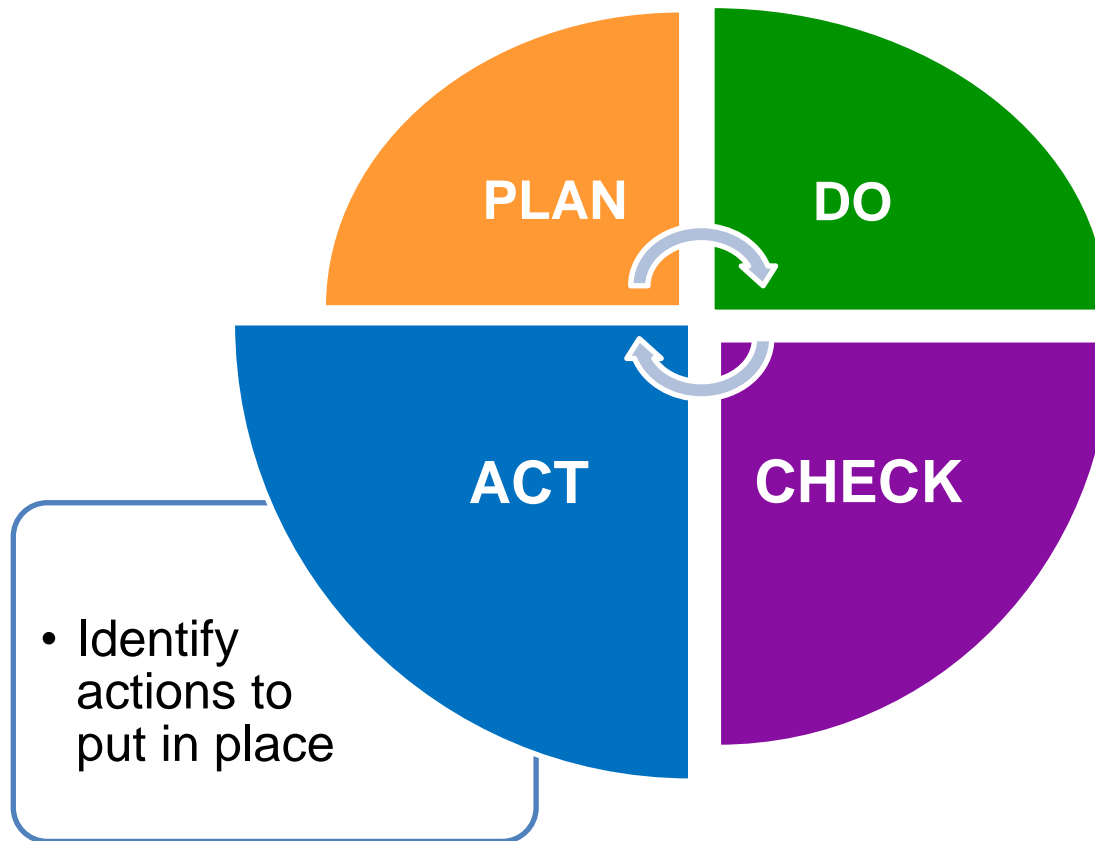 PLAN
DO
ACT
CHECK
• Identify
actions to
put in place